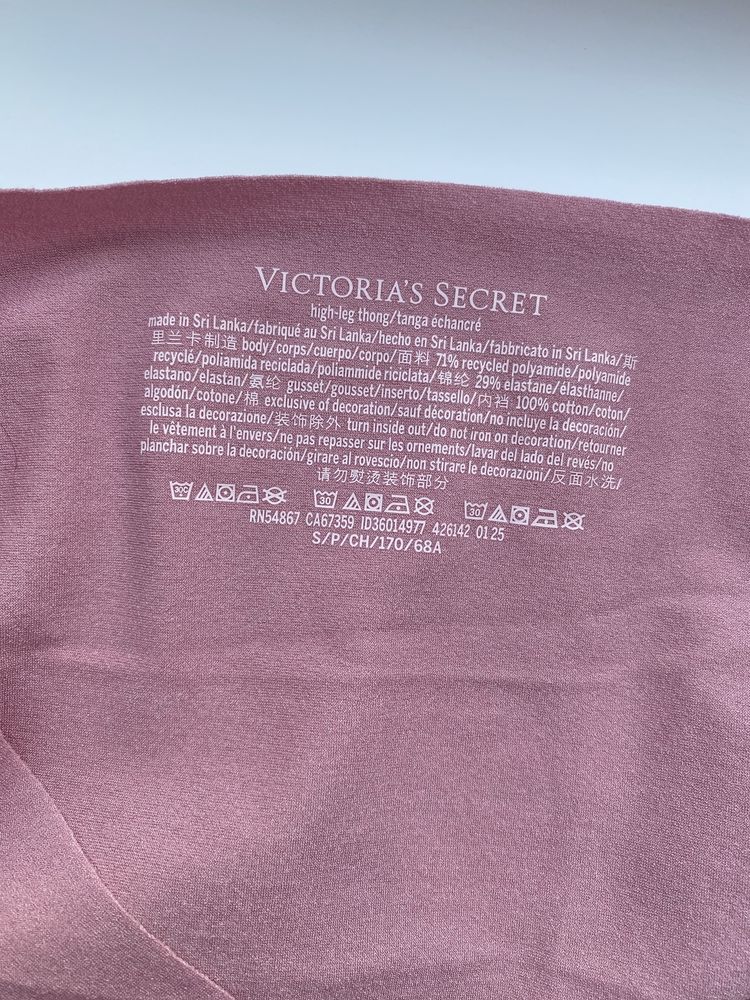 VICTORIA'S SECRET
high-leg thong/tanga échancré
made in Sri Lanka/fabriqué au Sri Lanka/hecho en Sri Lanka/fabbricato in Sri Lanka/斯
里兰卡制造 body/corps/cuerpo/corpo/面料 71% recycled polyamide/polyamide
recyclé/poliamida reciclada/poliammide riciclata/锦纶 29% elastane/élasthanne/
elastano/elastan/氨纶 gusset/gousset/inserto/tassello/内裆 100% cotton/coton/
algodón/cotone/棉 exclusive of decoration/sauf décoration/no incluye la decoración/
esclusa la decorazione/装饰除外 turn inside out/do not iron on decoration/retourner
le vêtement à l'envers/ne pas repasser sur les ornements/lavar del lado del revés/no
planchar sobre la decoración/girare al rovescio/non stirare le decorazioni/反面水洗/
请勿熨烫装饰部分
30 30 30
RN54867 CA67359 ID36014977 426142 01 25
S/P/CH/170/68A